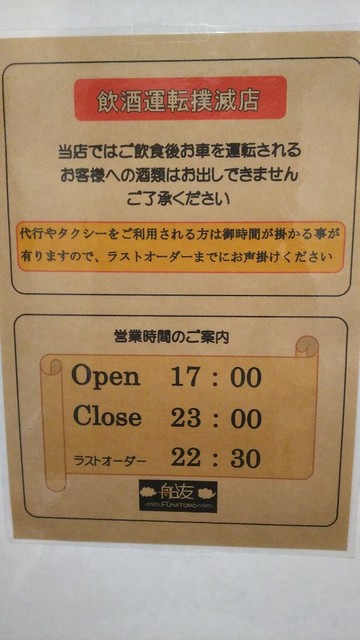 飲酒運転撲滅店
当店ではご飲食後お車を運転される
お客様への酒類はお出しできません
ご了承ください
代行やタクシーをご利用される方は御時間が掛かる事が
有りますので、ラストオーダーまでにお声掛けください
営業時間のご案内
Open 17:00
Close 23:00
ラストオーダー 22:30
船友
FUNATOMO